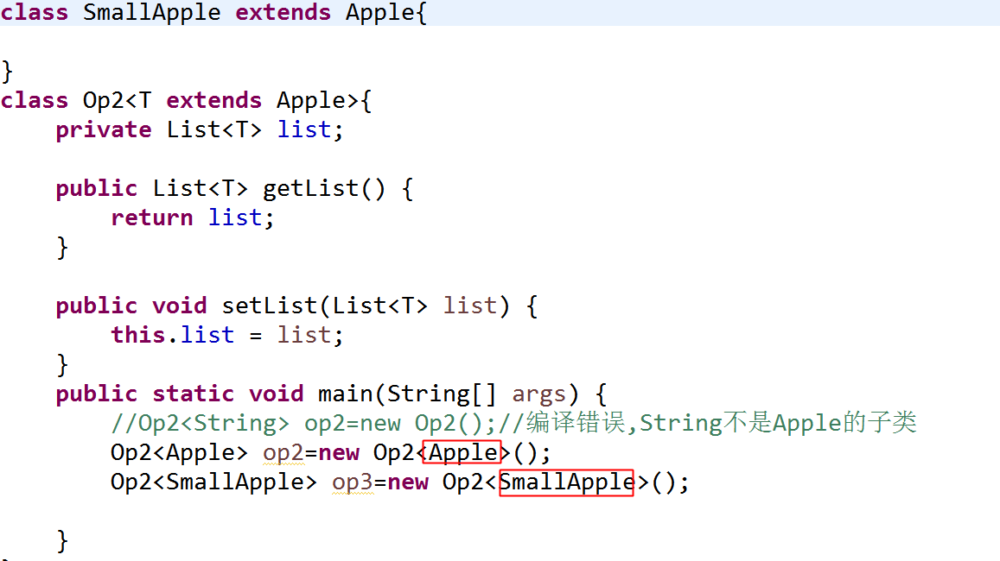 class SmallApple extends Apple{
}
class Op2<T extends Apple>{
private List<T> list;
public List<T> getList() {
return list;
}
public void setList(List<T> list) {
this.list = list;
}
public static void main(String[] args) {
//Op2<String> op2=new Op2();//编译错误,String不是Apple的子类
Op2<Apple> op2=new Op2<Apple>();
Op2<SmallApple> op3=new Op2<SmallApple>();
}